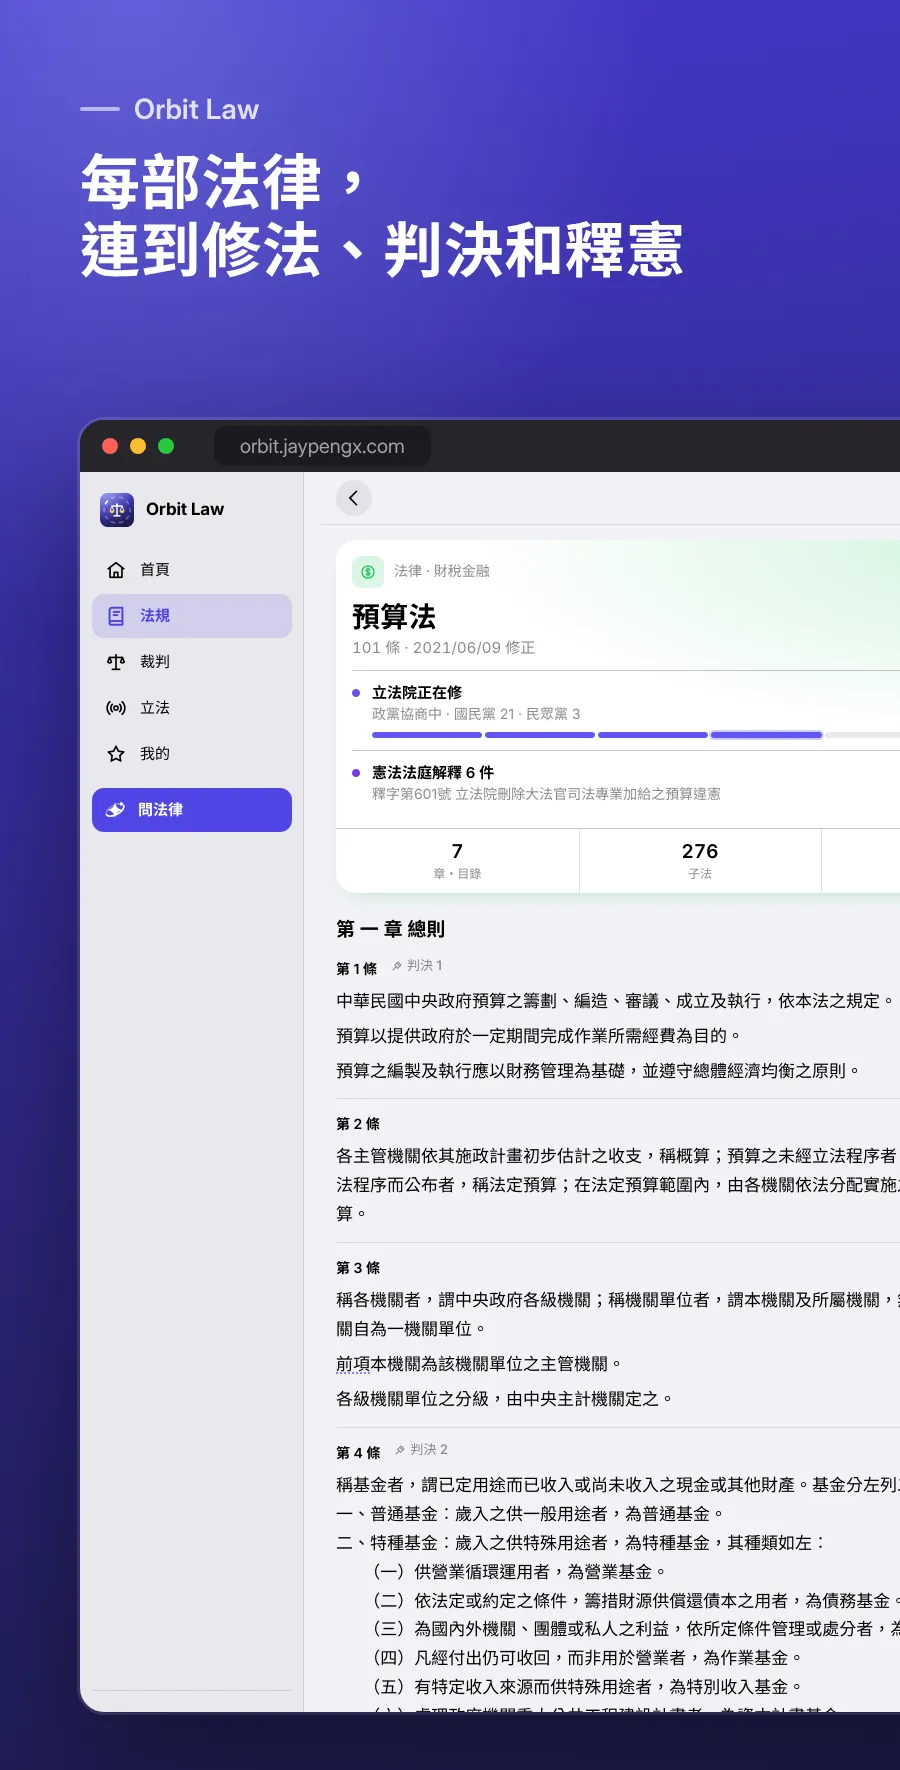 Orbit Law
每部法律，
連到修法、判決和釋憲
orbit.jaypengx.com
Orbit Law
首頁
法規
裁判
立法
我的
問法律
法律 · 財稅金融
預算法
101 條 · 2021/06/09 修正
立法院正在修
政黨協商中 · 國民黨 21 · 民眾黨 3
憲法法庭解釋 6 件
釋字第601號 立法院刪除大法官司法專業加給之預算違憲
7
章・目錄
276
子法
第 一 章 總則
第 1 條 判決 1
中華民國中央政府預算之籌劃、編造、審議、成立及執行，依本法之規定。
預算以提供政府於一定期間完成作業所需經費為目的。
預算之編製及執行應以財務管理為基礎，並遵守總體經濟均衡之原則。
第 2 條
各主管機關依其施政計畫初步估計之收支，稱概算；預算之未經立法程序者
法程序而公布者，稱法定預算；在法定預算範圍內，由各機關依法分配實施
算。
第 3 條
稱各機關者，謂中央政府各級機關；稱機關單位者，謂本機關及所屬機關，
關自為一機關單位。
前項本機關為該機關單位之主管機關。
各級機關單位之分級，由中央主計機關定之。
第 4 條 判決 2
稱基金者，謂已定用途而已收入或尚未收入之現金或其他財產。基金分左列
一、普通基金：歲入之供一般用途者，為普通基金。
二、特種基金：歲入之供特殊用途者，為特種基金，其種類如左：
（一）供營業循環運用者，為營業基金。
（二）依法定或約定之條件，籌措財源供償還債本之用者，為債務基金。
（三）為國內外機關、團體或私人之利益，依所定條件管理或處分者，為
（四）凡經付出仍可收回，而非用於營業者，為作業基金。
（五）有特定收入來源而供特殊用途者，為特別收入基金。